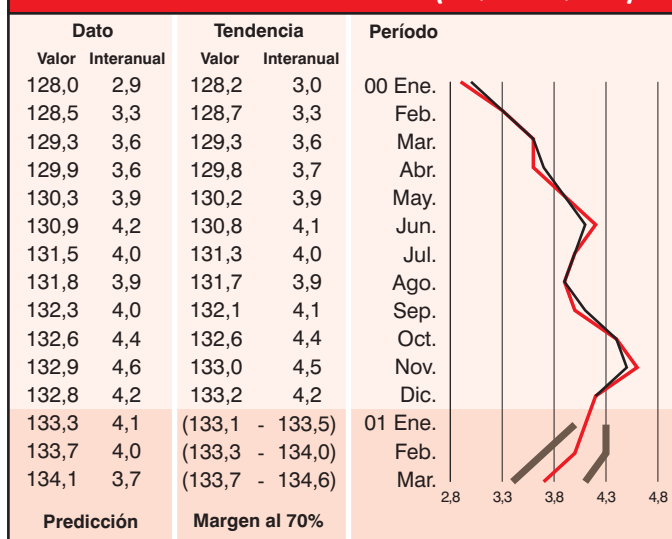 Dato Tendencia Período
Valor Interanual Valor Interanual
128,0 2,9 128,2 3,0 00 Ene.
128,5 3,3 128,7 3,3 Feb.
129,3 3,6 129,3 3,6 Mar.
129,9 3,6 129,8 3,7 Abr.
130,3 3,9 130,2 3,9 May.
130,9 4,2 130,8 4,1 Jun.
131,5 4,0 131,3 4,0 Jul.
131,8 3,9 131,7 3,9 Ago.
132,3 4,0 132,1 4,1 Sep.
132,6 4,4 132,6 4,4 Oct.
132,9 4,6 133,0 4,5 Nov.
132,8 4,2 133,2 4,2 Dic.
133,3 4,1 (133,1 - 133,5) 01 Ene.
133,7 4,0 (133,3 - 134,0) Feb.
134,1 3,7 (133,7 - 134,6) Mar.
2,8 3,3 3,8 4,3 4,8
Predicción Margen al 70%